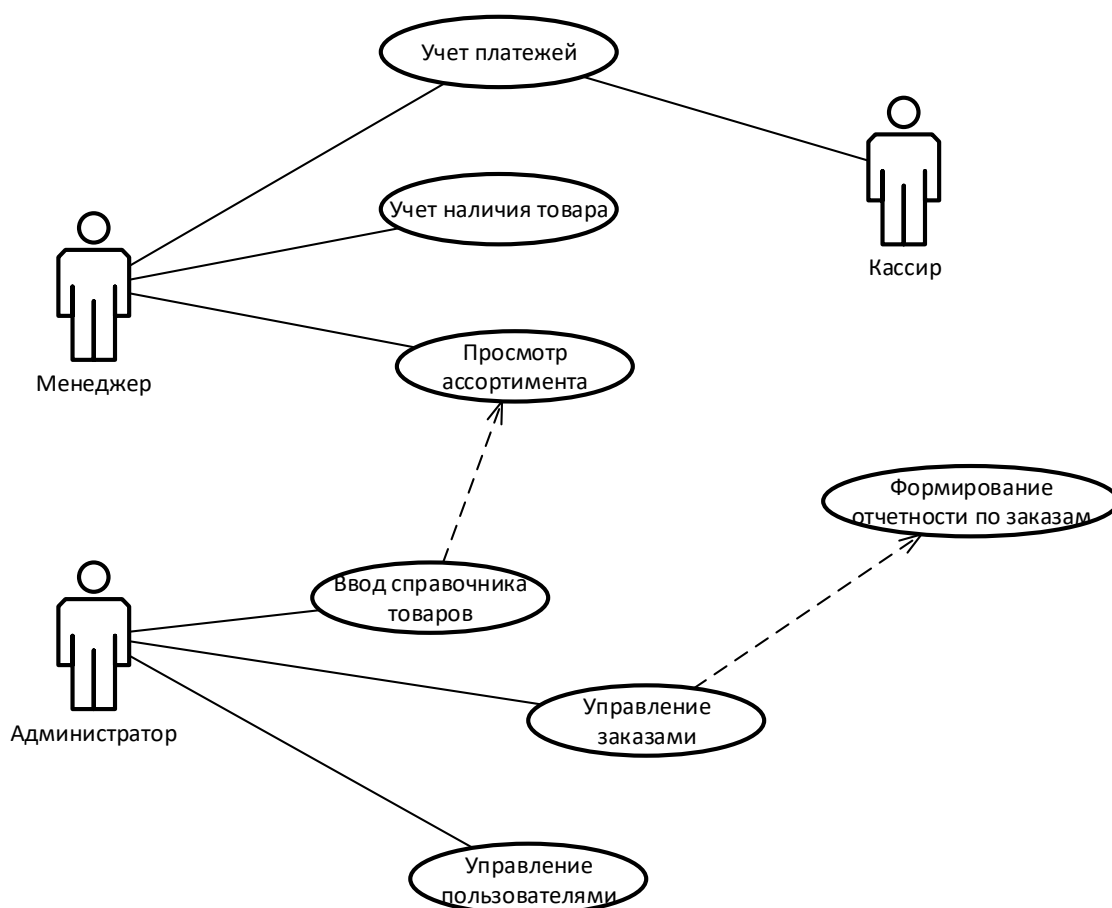 Учет платежей
Учет наличия товара
Кассир
Менеджер
Просмотр
ассортимента
Формирование
отчетности по заказам
Ввод справочника
товаров
Администратор
Управление
заказами
Управление
пользователями